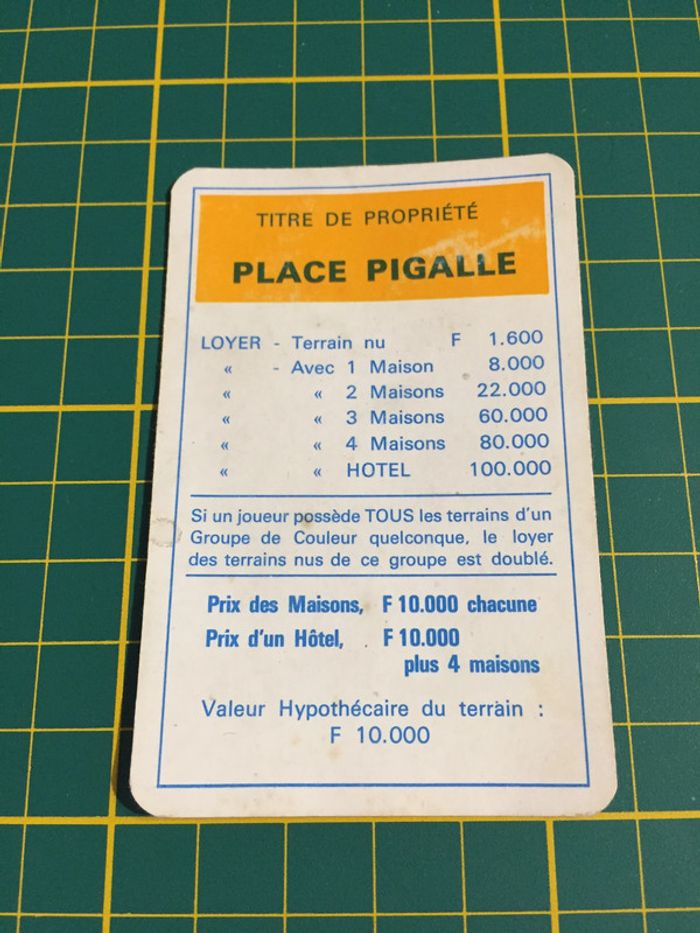 TITRE DE PROPRIÉTÉ
PLACE PIGALLE
LOYER - Terrain nu F 1.600
« - Avec 1 Maison 8.000
« « 2 Maisons 22.000
« « 3 Maisons 60.000
« « 4 Maisons 80.000
« « HOTEL 100.000
Si un joueur possède TOUS les terrains d'un
Groupe de Couleur quelconque, le loyer
des terrains nus de ce groupe est doublé.
Prix des Maisons, F 10.000 chacune
Prix d'un Hôtel, F 10.000
plus 4 maisons
Valeur Hypothécaire du terrain :
F 10.000